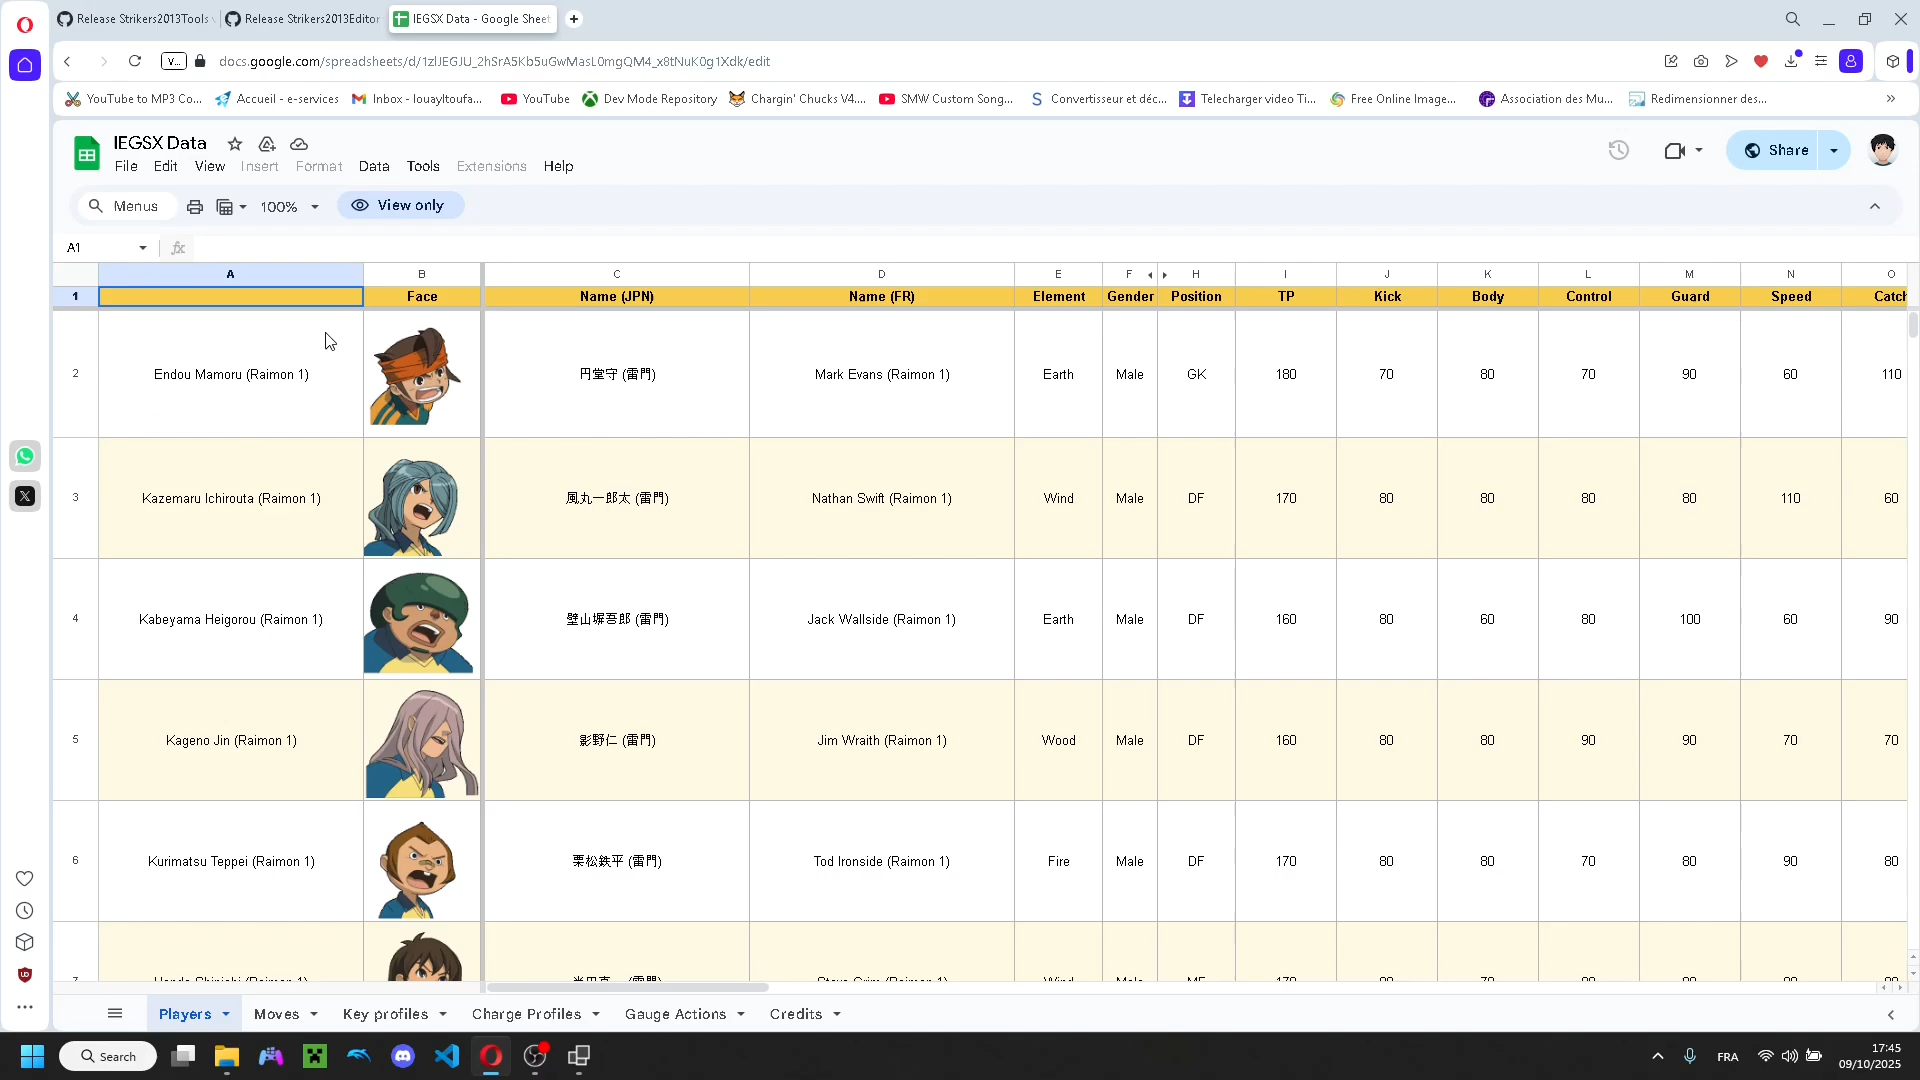 Release Strikers2013Tools
Release Strikers2013Editor
IEGSX Data - Google Sheet
V...
docs.google.com/spreadsheets/d/1zlJEGJU_2hSrA5Kb5uGwMasL0mgQM4_x8tNuK0g1Xdk/edit
YouTube to MP3 Co...
Accueil - e-services
Inbox - louayltoufa...
YouTube
Dev Mode Repository
Chargin' Chucks V4....
SMW Custom Song...
Convertisseur et déc...
Telecharger video Ti...
Free Online Image...
Association des Mu...
Redimensionner des...
IEGSX Data
File Edit View Insert Format Data Tools Extensions Help
Share
Menus
100%
View only
A1
fx
A B C D E F H I J K L M N O
1 Face Name (JPN) Name (FR) Element Gender Position TP Kick Body Control Guard Speed Catch
2 Endou Mamoru (Raimon 1) 円堂守 (雷門) Mark Evans (Raimon 1) Earth Male GK 180 70 80 70 90 60 110
3 Kazemaru Ichirouta (Raimon 1) 風丸一郎太 (雷門) Nathan Swift (Raimon 1) Wind Male DF 170 80 80 80 80 110 60
4 Kabeyama Heigorou (Raimon 1) 壁山塀吾郎 (雷門) Jack Wallside (Raimon 1) Earth Male DF 160 80 60 80 100 60 90
5 Kageno Jin (Raimon 1) 影野仁 (雷門) Jim Wraith (Raimon 1) Wood Male DF 160 80 80 90 90 70 70
6 Kurimatsu Teppei (Raimon 1) 栗松鉄平 (雷門) Tod Ironside (Raimon 1) Fire Male DF 170 80 80 70 80 90 80
Players Moves Key profiles Charge Profiles Gauge Actions Credits
Search
FRA
17:45
09/10/2025